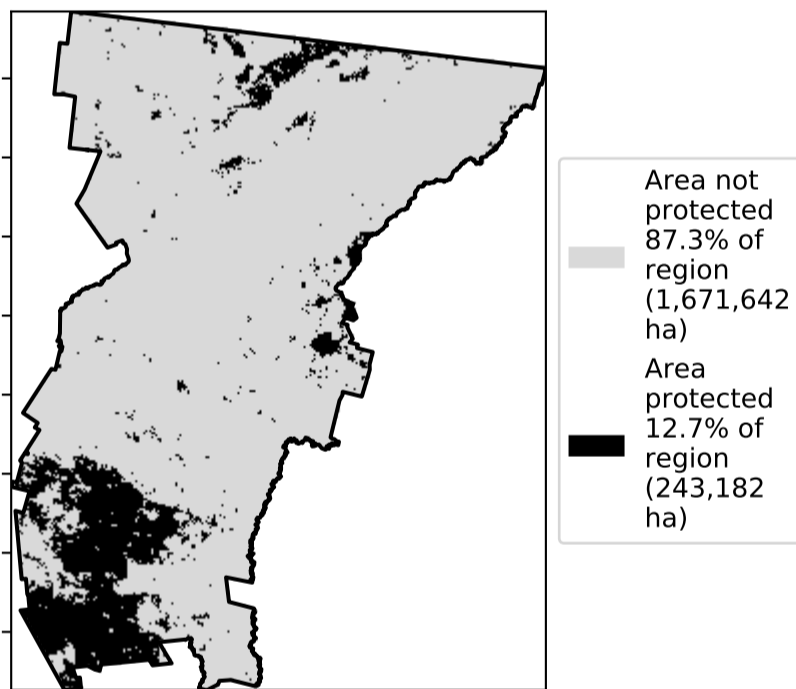 Area not
protected
87.3% of
region
(1,671,642
ha)
Area
protected
12.7% of
region
(243,182
ha)